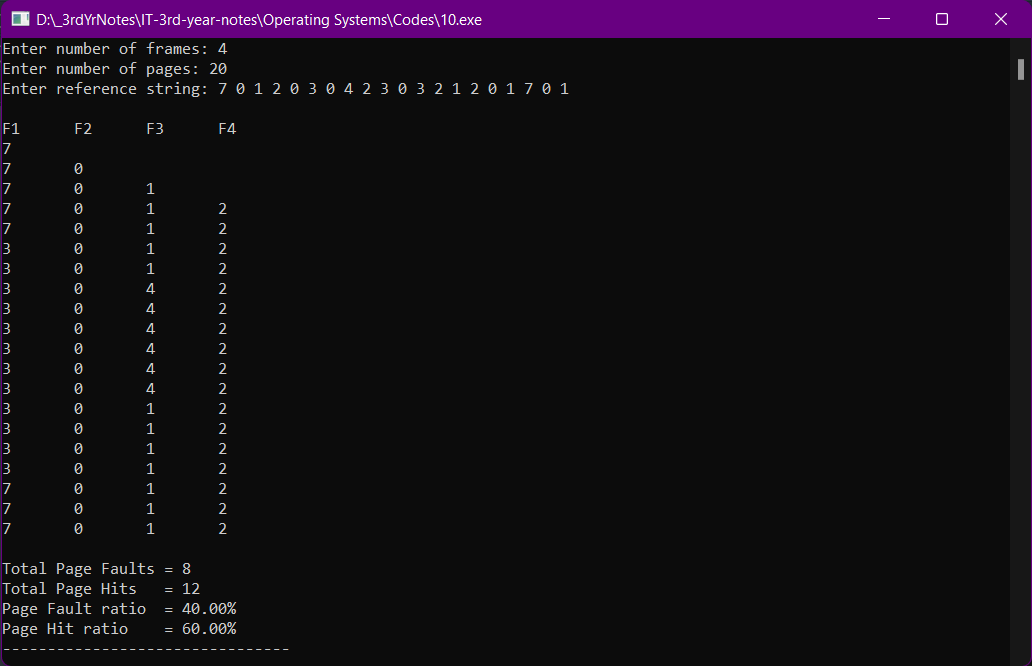 D:\_3rdYrNotes\IT-3rd-year-notes\Operating Systems\Codes\10.exe
Enter number of frames: 4
Enter number of pages: 20
Enter reference string: 7 0 1 2 0 3 0 4 2 3 0 3 2 1 2 0 1 7 0 1
F1 F2 F3 F4
7
7 0
7 0 1
7 0 1 2
7 0 1 2
3 0 1 2
3 0 1 2
3 0 4 2
3 0 4 2
3 0 4 2
3 0 4 2
3 0 4 2
3 0 4 2
3 0 1 2
3 0 1 2
3 0 1 2
3 0 1 2
7 0 1 2
7 0 1 2
7 0 1 2
Total Page Faults = 8
Total Page Hits   = 12
Page Fault ratio  = 40.00%
Page Hit ratio    = 60.00%
--------------------------------